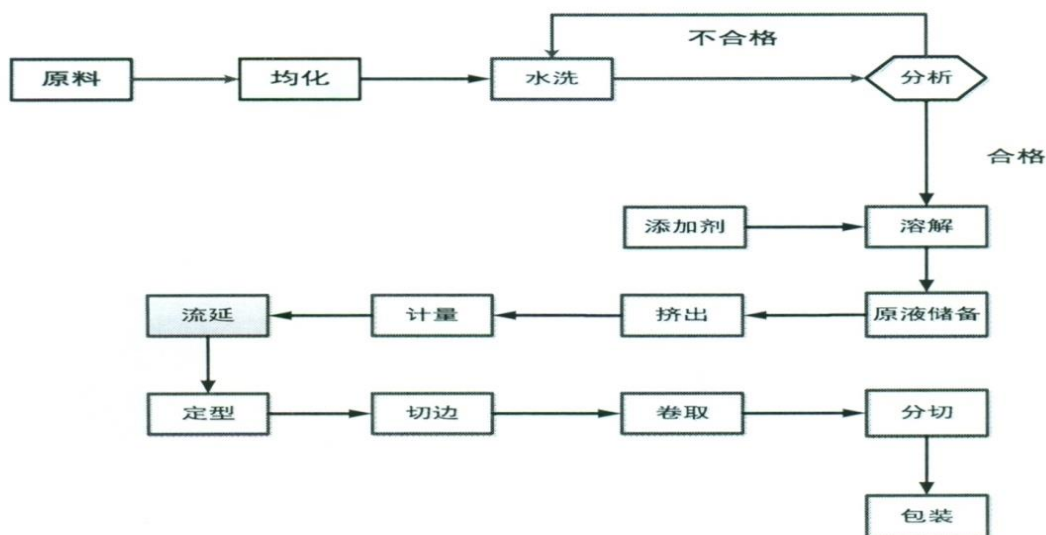 不合格
原料
均化
水洗
分析
合格
添加剂
溶解
流延
计量
挤出
原液储备
定型
切边
卷取
分切
包装